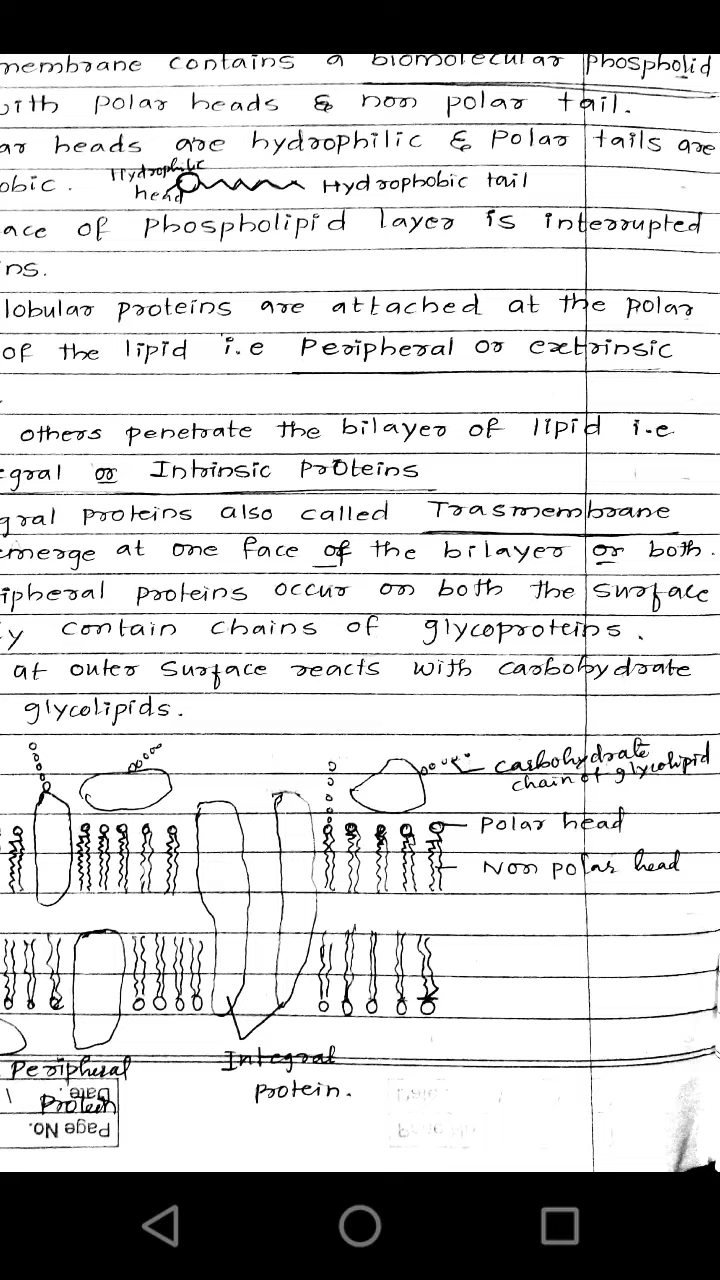 membrane contains a biomolecular phospholid
with polar heads & non polar tail.
ar heads are hydrophilic & Polar tails are
obic. Hydrophilic head Hydrophobic tail
ace of phospholipid layer is interrupted
ins.
lobular proteins are attached at the polar
of the lipid i.e Peripheral or extrinsic
others penetrate the bilayer of lipid i.e
egral or Intrinsic Proteins
gral proteins also called Trasmembrane
emerge at one face of the bilayer or both.
ipheral proteins occur on both the surface
y contain chains of glycoproteins.
at outer surface reacts with carbohydrate
glycolipids.
carbohydrate
chain of glycolipid
Polar head
Non polar head
Peripheral
Protein
Integral
protein.
Date
Page No.